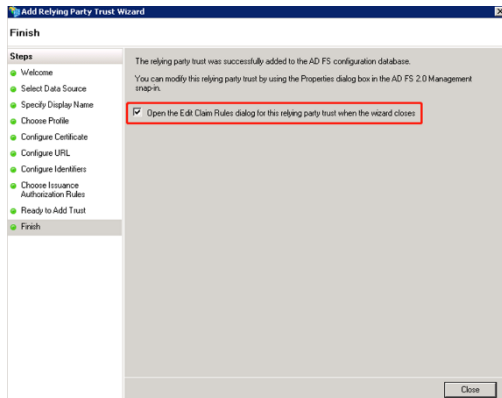 Add Relying Party Trust Wizard
Finish
Steps
Welcome
Select Data Source
Specify Display Name
Choose Profile
Configure Certificate
Configure URL
Configure Identifiers
Choose Issuance
Authorization Rules
Ready to Add Trust
Finish
The relying party trust was successfully added to the AD FS configuration database.
You can modify this relying party trust by using the Properties dialog box in the AD FS 2.0 Management
snap-in.
Open the Edit Claim Rules dialog for this relying party trust when the wizard closes
Close